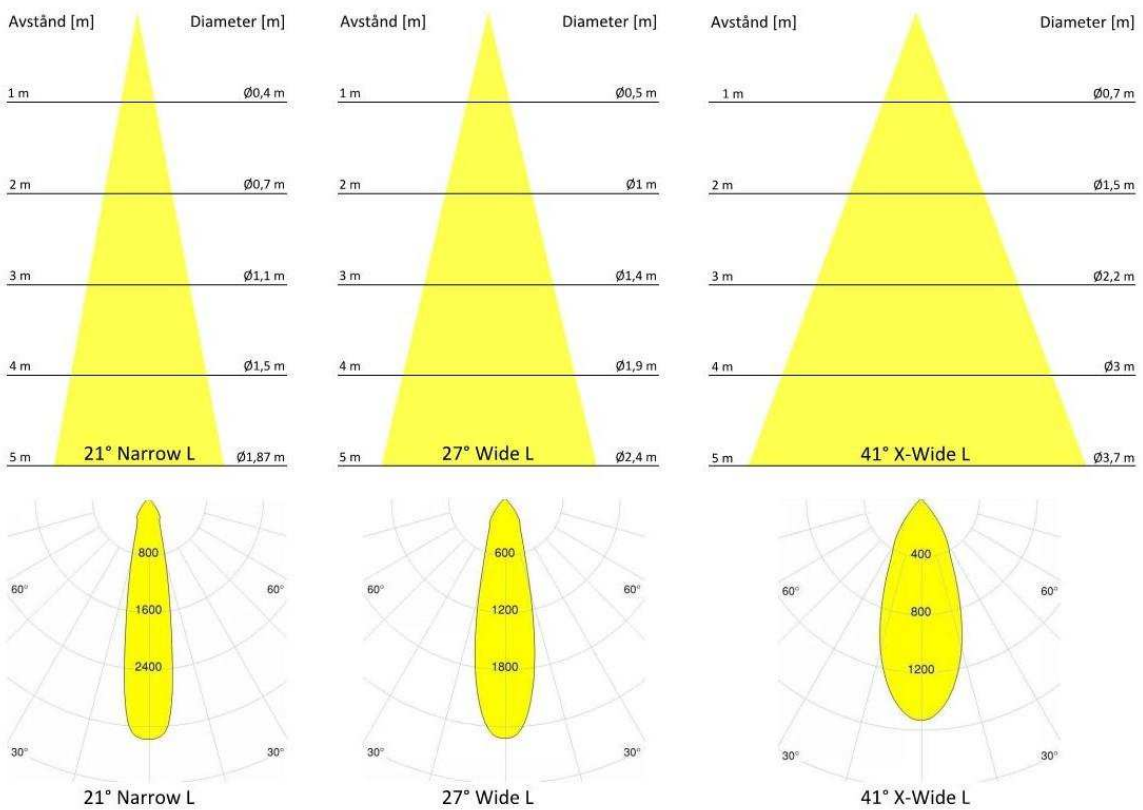 Avstånd [m] Diameter [m] Avstånd [m] Diameter [m] Avstånd [m] Diameter [m]
1 m Ø0,4 m 1 m Ø0,5 m 1 m Ø0,7 m
2 m Ø0,7 m 2 m Ø1 m 2 m Ø1,5 m
3 m Ø1,1 m 3 m Ø1,4 m 3 m Ø2,2 m
4 m Ø1,5 m 4 m Ø1,9 m 4 m Ø3 m
21° Narrow L 27° Wide L 41° X-Wide L
5 m Ø1,87 m 5 m Ø2,4 m 5 m Ø3,7 m
800 600 400
60° 60° 60° 60° 60° 60°
1600 1200 800
2400 1800 1200
30° 30° 30° 30° 30° 30°
21° Narrow L 27° Wide L 41° X-Wide L